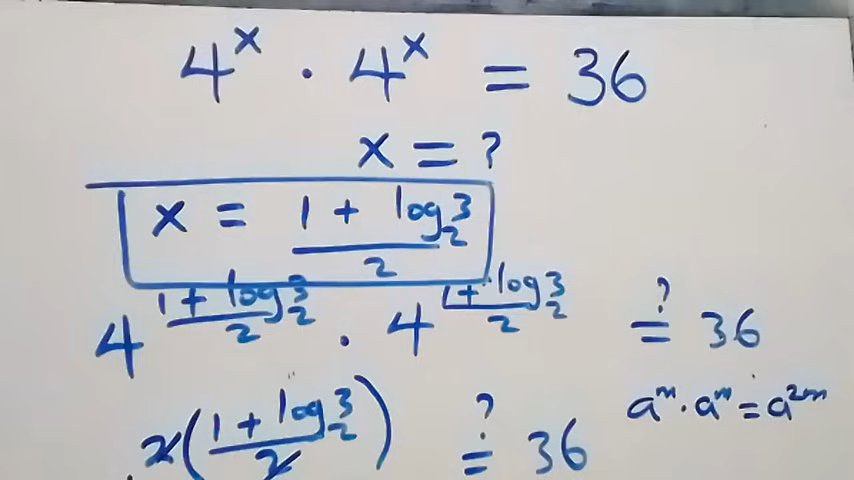 4^x · 4^x = 36
x = ?
x = (1 + log_2 3)/2
4^((1 + log_2 3)/2) · 4^((1 + log_2 3)/2) ?= 36
a^m · a^m = a^(2m)
2((1 + log_2 3)/2) ?= 36